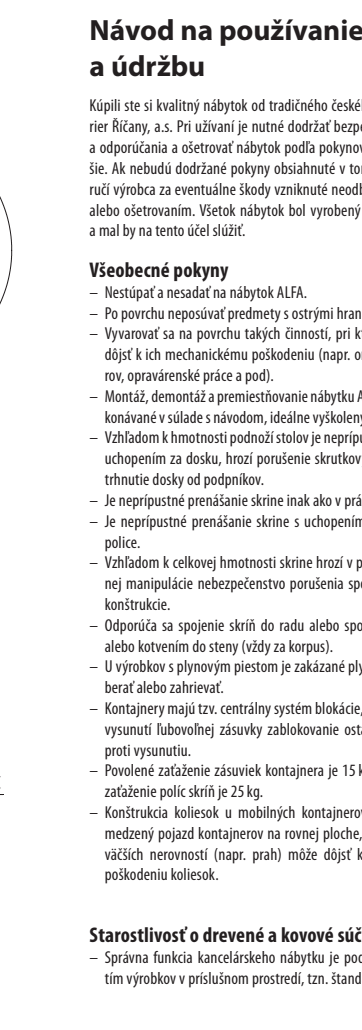 Návod na používanie
a údržbu
Kúpili ste si kvalitný nábytok od tradičného české
rier Říčany, a.s. Pri užívaní je nutné dodržať bezp
a odporúčania a ošetrovať nábytok podľa pokynov
šie. Ak nebudú dodržané pokyny obsiahnuté v to
ručí výrobca za eventuálne škody vzniknuté neodb
alebo ošetrovaním. Všetok nábytok bol vyrobený
a mal by na tento účel slúžiť.
Všeobecné pokyny
– Nestúpať a nesadať na nábytok ALFA.
– Po povrchu neposúvať predmety s ostrými hran
– Vyvarovať sa na povrchu takých činností, pri k
dôjsť k ich mechanickému poškodeniu (napr. o
rov, opravárenské práce a pod).
– Montáž, demontáž a premiestňovanie nábytku A
konávané v súlade s návodom, ideálne vyškolený
– Vzhľadom k hmotnosti podnoží stolov je neprípu
uchopením za dosku, hrozí porušenie skrutkov
trhnutie dosky od podpníkov.
– Je neprípustné prenášanie skrine inak ako v prá
– Je neprípustné prenášanie skrine s uchopením
police.
– Vzhľadom k celkovej hmotnosti skrine hrozí v p
nej manipulácie nebezpečenstvo porušenia sp
konštrukcie.
– Odporúča sa spojenie skríň do radu alebo spo
alebo kotvením do steny (vždy za korpus).
– U výrobkov s plynovým piestom je zakázané ply
berať alebo zahrievať.
– Kontajnery majú tzv. centrálny systém blokácie,
vysunutí ľubovoľnej zásuvky zablokovanie osta
proti vysunutiu.
– Povolené zaťaženie zásuviek kontajnera je 15 k
zaťaženie políc skríň je 25 kg.
– Konštrukcia koliesok u mobilných kontajnerov
medzený pojazd kontajnerov na rovnej ploche,
väčších nerovností (napr. prah) môže dôjsť k
poškodeniu koliesok.
Starostlivosť o drevené a kovové súč
– Správna funkcia kancelárskeho nábytku je pod
tím výrobkov v príslušnom prostredí, tzn. štand